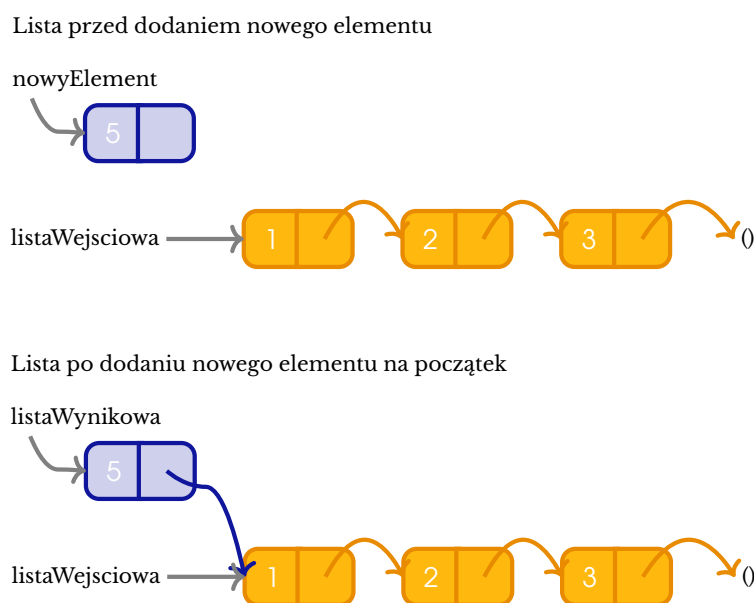 Lista przed dodaniem nowego elementu
nowyElement
5
listaWejsciowa 1 2 3 ()
Lista po dodaniu nowego elementu na początek
listaWynikowa
5
listaWejsciowa 1 2 3 ()